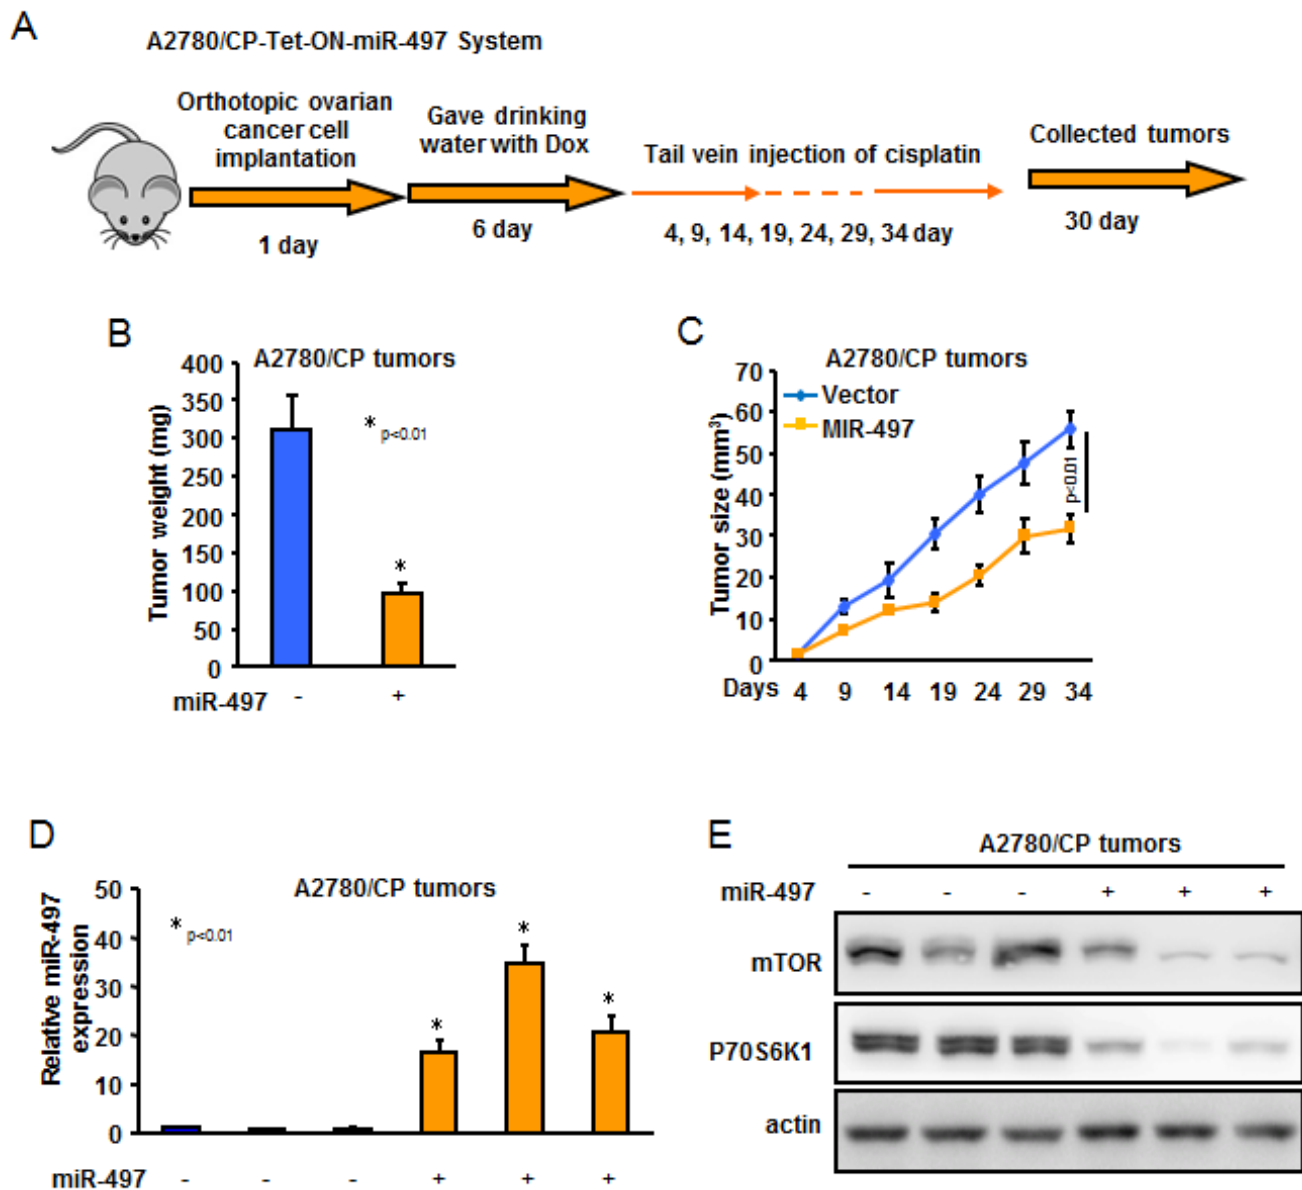 A
A2780/CP-Tet-ON-miR-497 System
Orthotopic ovarian
cancer cell
implantation
1 day
Gave drinking
water with Dox
6 day
Tail vein injection of cisplatin
4, 9, 14, 19, 24, 29, 34 day
Collected tumors
30 day
B
A2780/CP tumors
Tumor weight (mg)
400
350
300
250
200
150
100
50
0
* p<0.01
*
miR-497 - +
C
A2780/CP tumors
Tumor size (mm³)
70
60
50
40
30
20
10
0
Vector
MIR-497
p<0.01
Days 4 9 14 19 24 29 34
D
A2780/CP tumors
Relative miR-497
expression
50
40
30
20
10
0
* p<0.01
* * *
miR-497 - - - + + +
E
A2780/CP tumors
miR-497 - - - + + +
mTOR
P70S6K1
actin